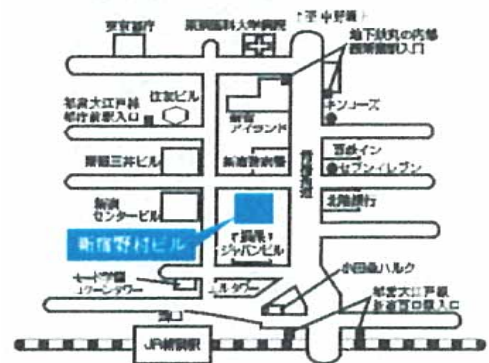 東京都庁
東京医科大学病院
至 中野坂上
地下鉄丸の内線
西新宿駅入口
都営大江戸線
都庁前駅入口
住友ビル
新宿
アイランド
キンコーズ
新宿三井ビル
新宿警察署
青梅街道
西鉄イン
セブンイレブン
新宿
センタービル
北陸銀行
新宿野村ビル
損保
ジャパンビル
モード学園
コクーンタワー
エルタワー
小田急ハルク
都営大江戸線
新宿西口駅入口
西口
JR新宿駅